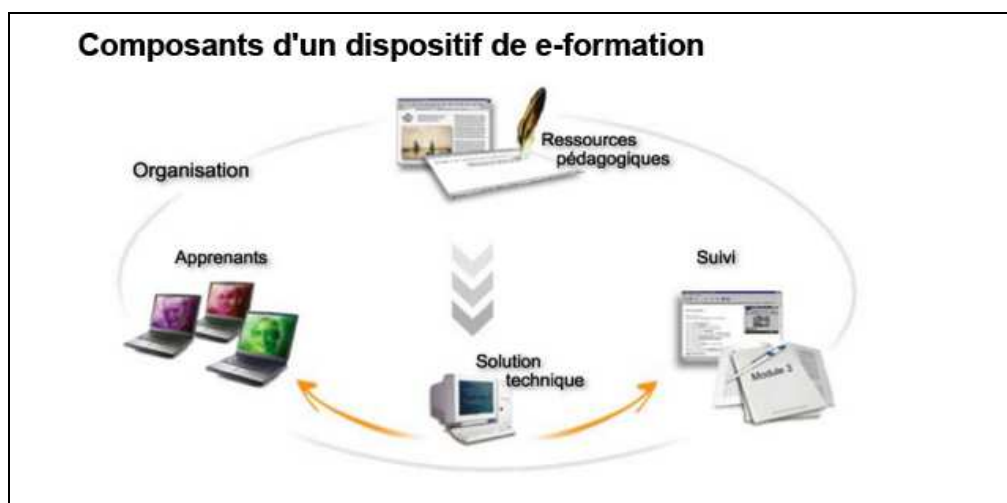 Composants d'un dispositif de e-formation
Ressources
pédagogiques
Organisation
Apprenants
Suivi
Solution
technique
Module 3